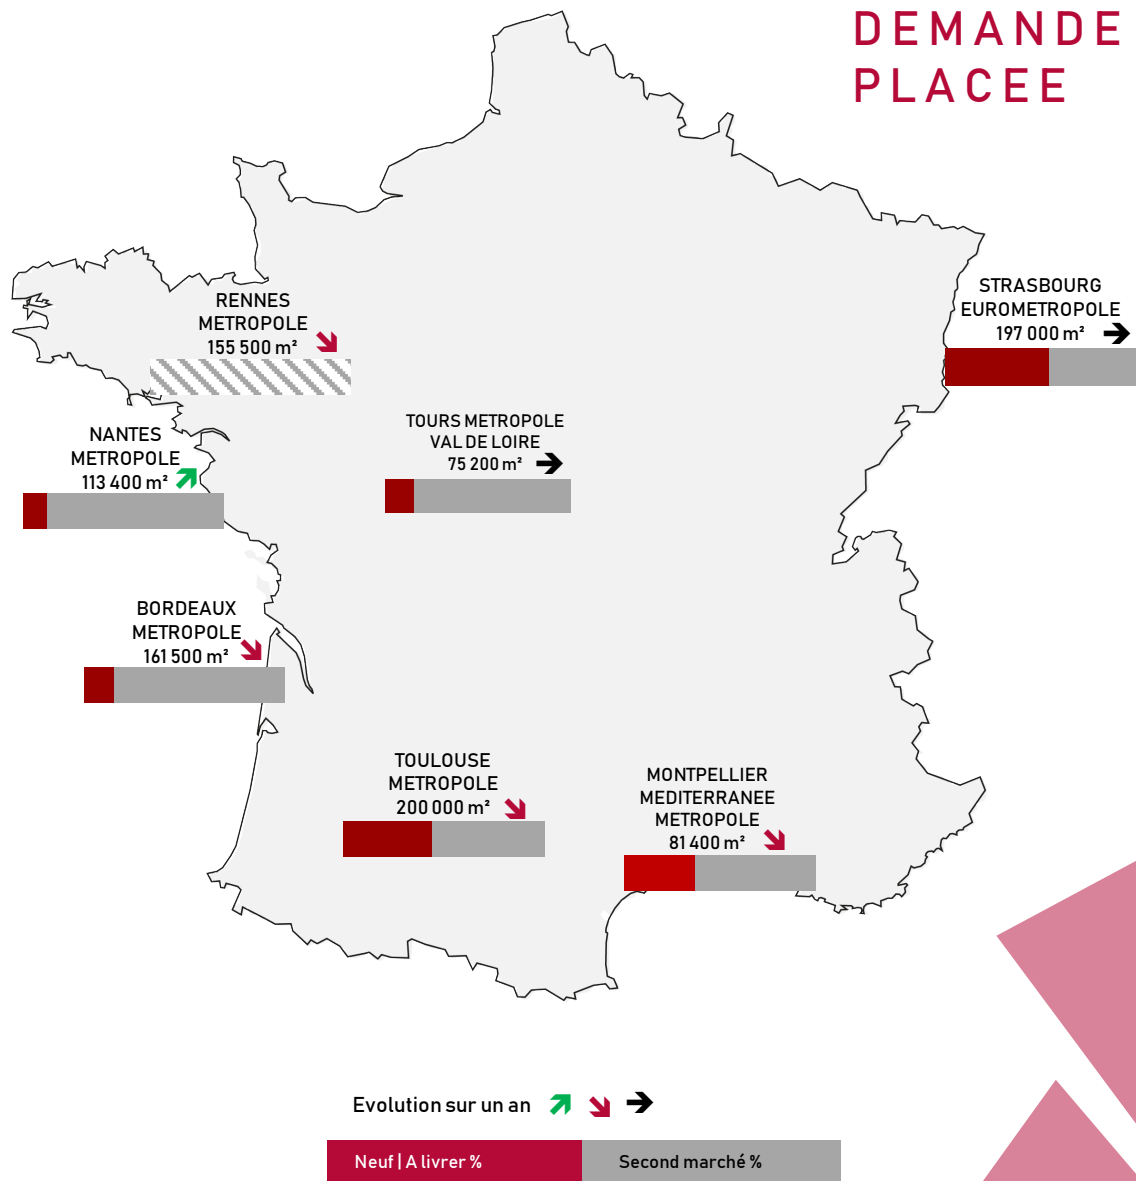 DEMANDE
PLACEE
STRASBOURG
EUROMETROPOLE
197 000 m²
RENNES
METROPOLE
155 500 m²
TOURS METROPOLE
VAL DE LOIRE
75 200 m²
NANTES
METROPOLE
113 400 m²
BORDEAUX
METROPOLE
161 500 m²
TOULOUSE
METROPOLE
200 000 m²
MONTPELLIER
MEDITERRANEE
METROPOLE
81 400 m²
Evolution sur un an
Neuf | A livrer %
Second marché %